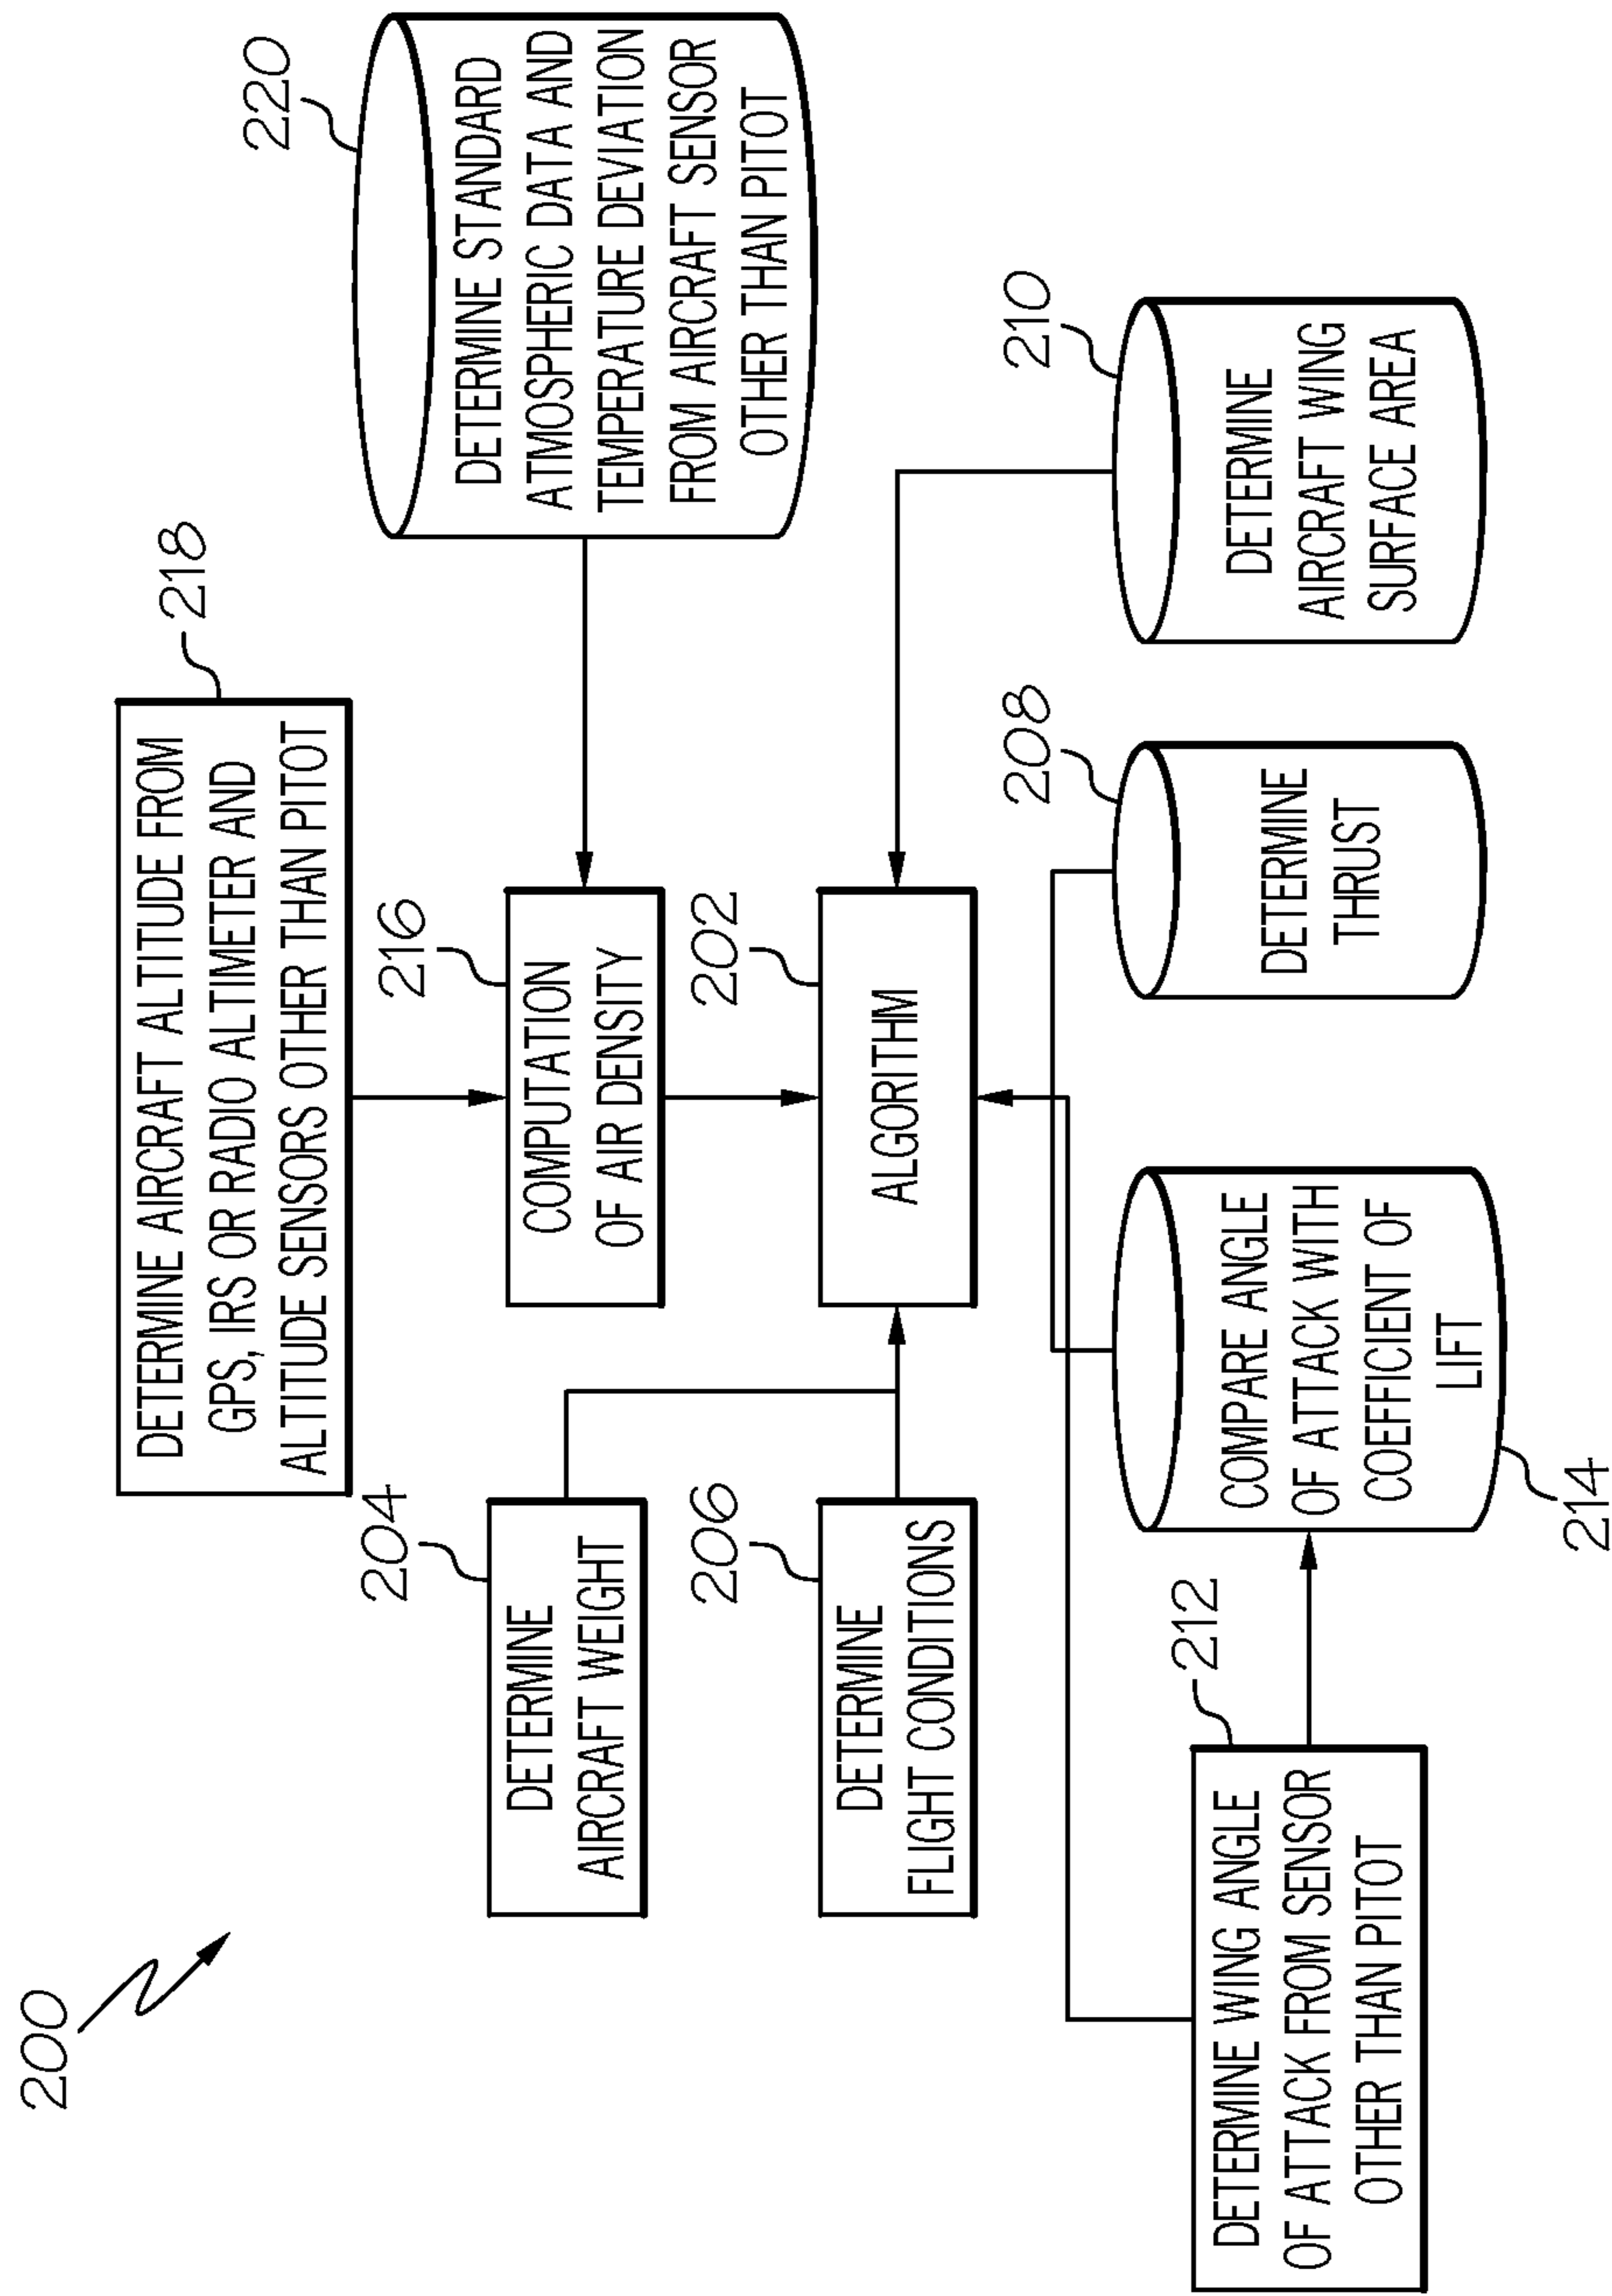 200
218
DETERMINE AIRCRAFT ALTITUDE FROM
GPS, IRS OR RADIO ALTIMETER AND
ALTITUDE SENSORS OTHER THAN PITOT
220
DETERMINE STANDARD
ATMOSPHERIC DATA AND
TEMPERATURE DEVIATION
FROM AIRCRAFT SENSOR
OTHER THAN PITOT
204
DETERMINE
AIRCRAFT WEIGHT
216
COMPUTATION
OF AIR DENSITY
206
DETERMINE
FLIGHT CONDITIONS
202
ALGORITHM
212
DETERMINE WING ANGLE
OF ATTACK FROM SENSOR
OTHER THAN PITOT
COMPARE ANGLE
OF ATTACK WITH
COEFFICIENT OF
LIFT
214
208
DETERMINE
THRUST
210
DETERMINE
AIRCRAFT WING
SURFACE AREA